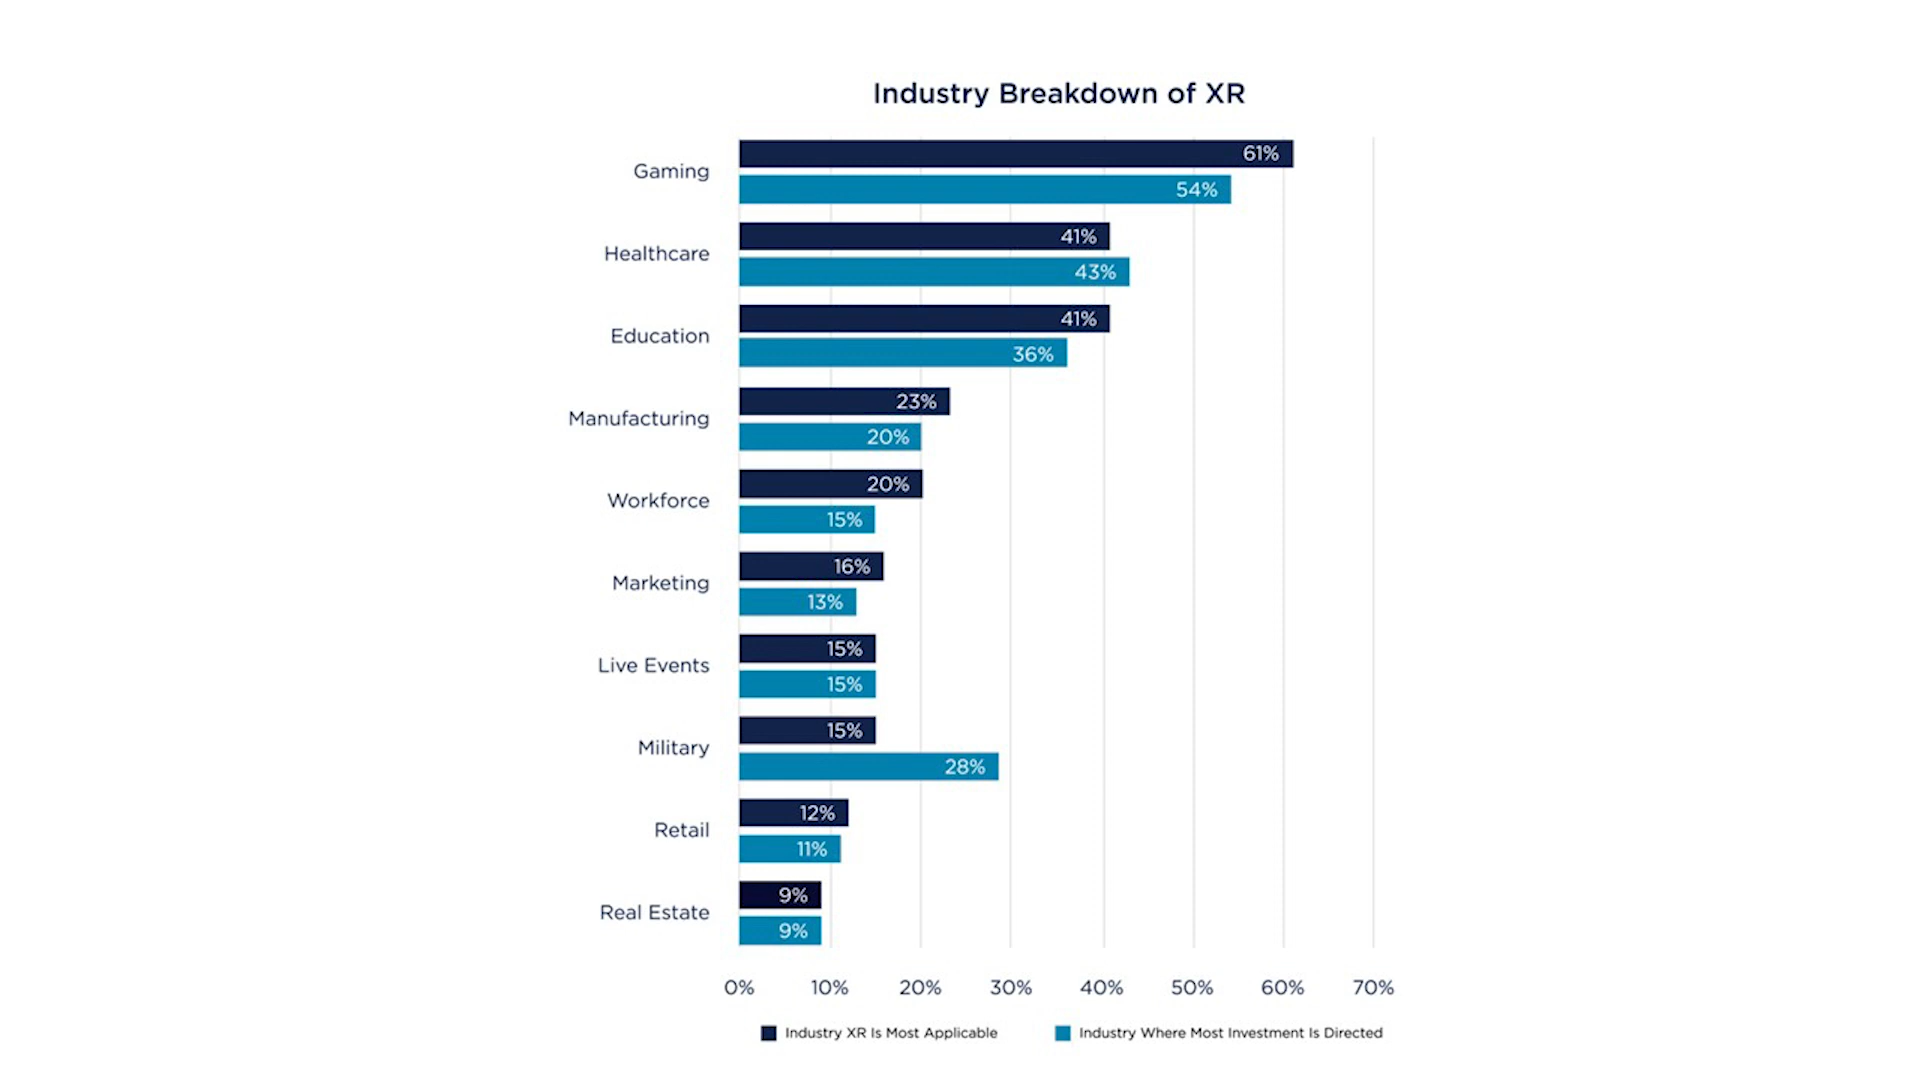 Industry Breakdown of XR
Gaming
61%
54%
Healthcare
41%
43%
Education
41%
36%
Manufacturing
23%
20%
Workforce
20%
15%
Marketing
16%
13%
Live Events
15%
15%
Military
15%
28%
Retail
12%
11%
Real Estate
9%
9%
0% 10% 20% 30% 40% 50% 60% 70%
Industry XR Is Most Applicable
Industry Where Most Investment Is Directed